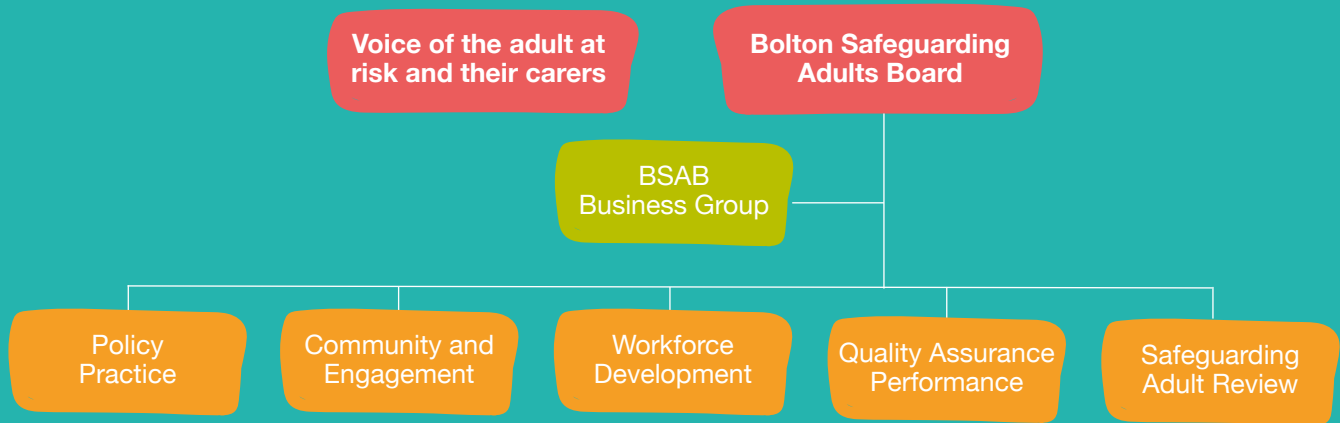 Voice of the adult at
risk and their carers
Bolton Safeguarding
Adults Board
BSAB
Business Group
Policy
Practice
Community and
Engagement
Workforce
Development
Quality Assurance
Performance
Safeguarding
Adult Review